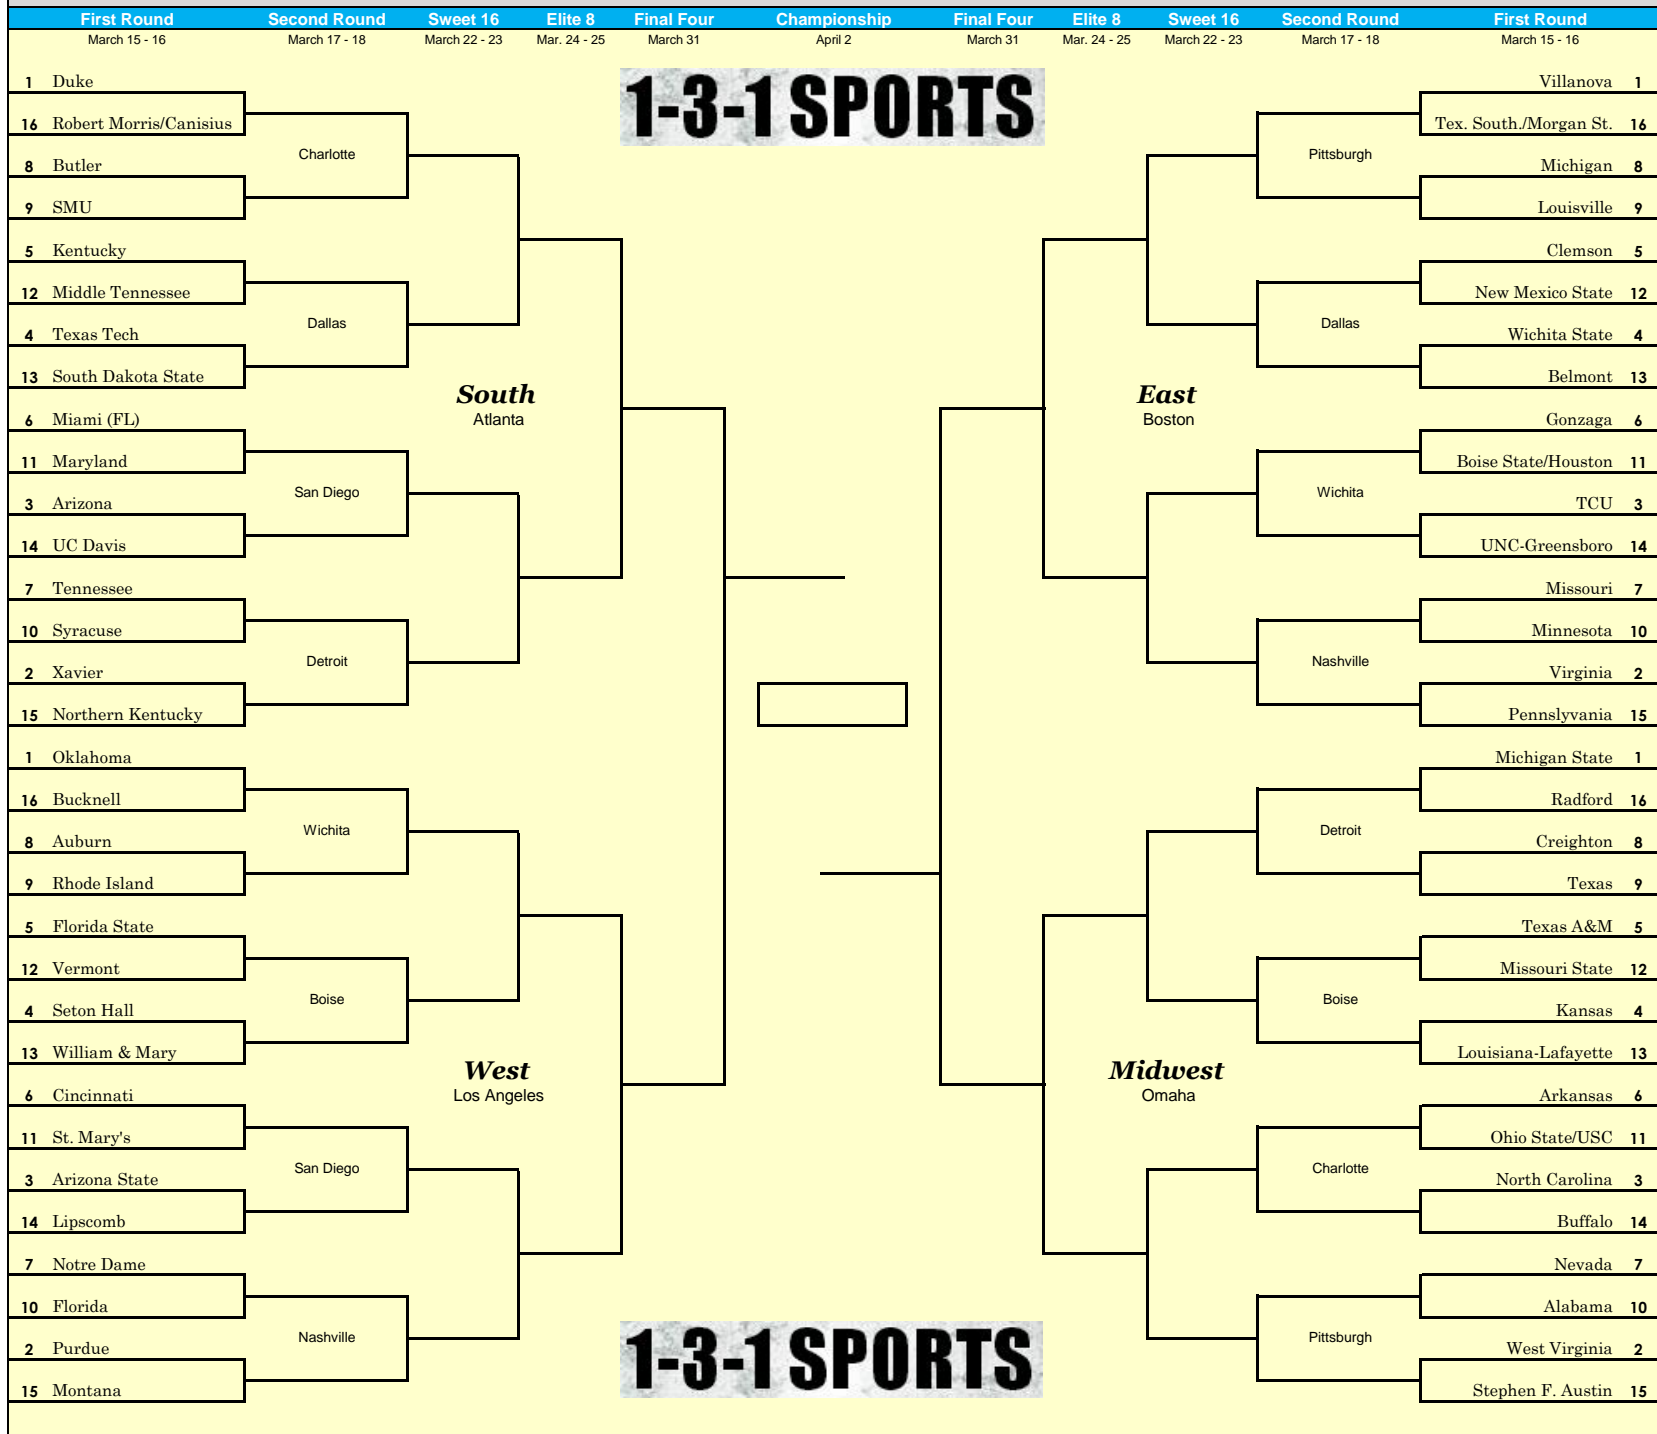 First Round Second Round Sweet 16 Elite 8 Final Four Championship Final Four Elite 8 Sweet 16 Second Round First Round
March 15 - 16 March 17 - 18 March 22 - 23 Mar. 24 - 25 March 31 April 2 March 31 Mar. 24 - 25 March 22 - 23 March 17 - 18 March 15 - 16
1-3-1 SPORTS
1 Duke
16 Robert Morris/Canisius
Charlotte
8 Butler
9 SMU
5 Kentucky
12 Middle Tennessee
Dallas
4 Texas Tech
13 South Dakota State
South
Atlanta
6 Miami (FL)
11 Maryland
San Diego
3 Arizona
14 UC Davis
7 Tennessee
10 Syracuse
Detroit
2 Xavier
15 Northern Kentucky
1 Oklahoma
16 Bucknell
Wichita
8 Auburn
9 Rhode Island
5 Florida State
12 Vermont
Boise
4 Seton Hall
13 William & Mary
West
Los Angeles
6 Cincinnati
11 St. Mary's
San Diego
3 Arizona State
14 Lipscomb
7 Notre Dame
10 Florida
Nashville
2 Purdue
15 Montana
Villanova 1
Tex. South./Morgan St. 16
Pittsburgh
Michigan 8
Louisville 9
Clemson 5
New Mexico State 12
Dallas
Wichita State 4
Belmont 13
East
Boston
Gonzaga 6
Boise State/Houston 11
Wichita
TCU 3
UNC-Greensboro 14
Missouri 7
Minnesota 10
Nashville
Virginia 2
Pennslyvania 15
Michigan State 1
Radford 16
Detroit
Creighton 8
Texas 9
Texas A&M 5
Missouri State 12
Boise
Kansas 4
Louisiana-Lafayette 13
Midwest
Omaha
Arkansas 6
Ohio State/USC 11
Charlotte
North Carolina 3
Buffalo 14
Nevada 7
Alabama 10
Pittsburgh
West Virginia 2
Stephen F. Austin 15
1-3-1 SPORTS